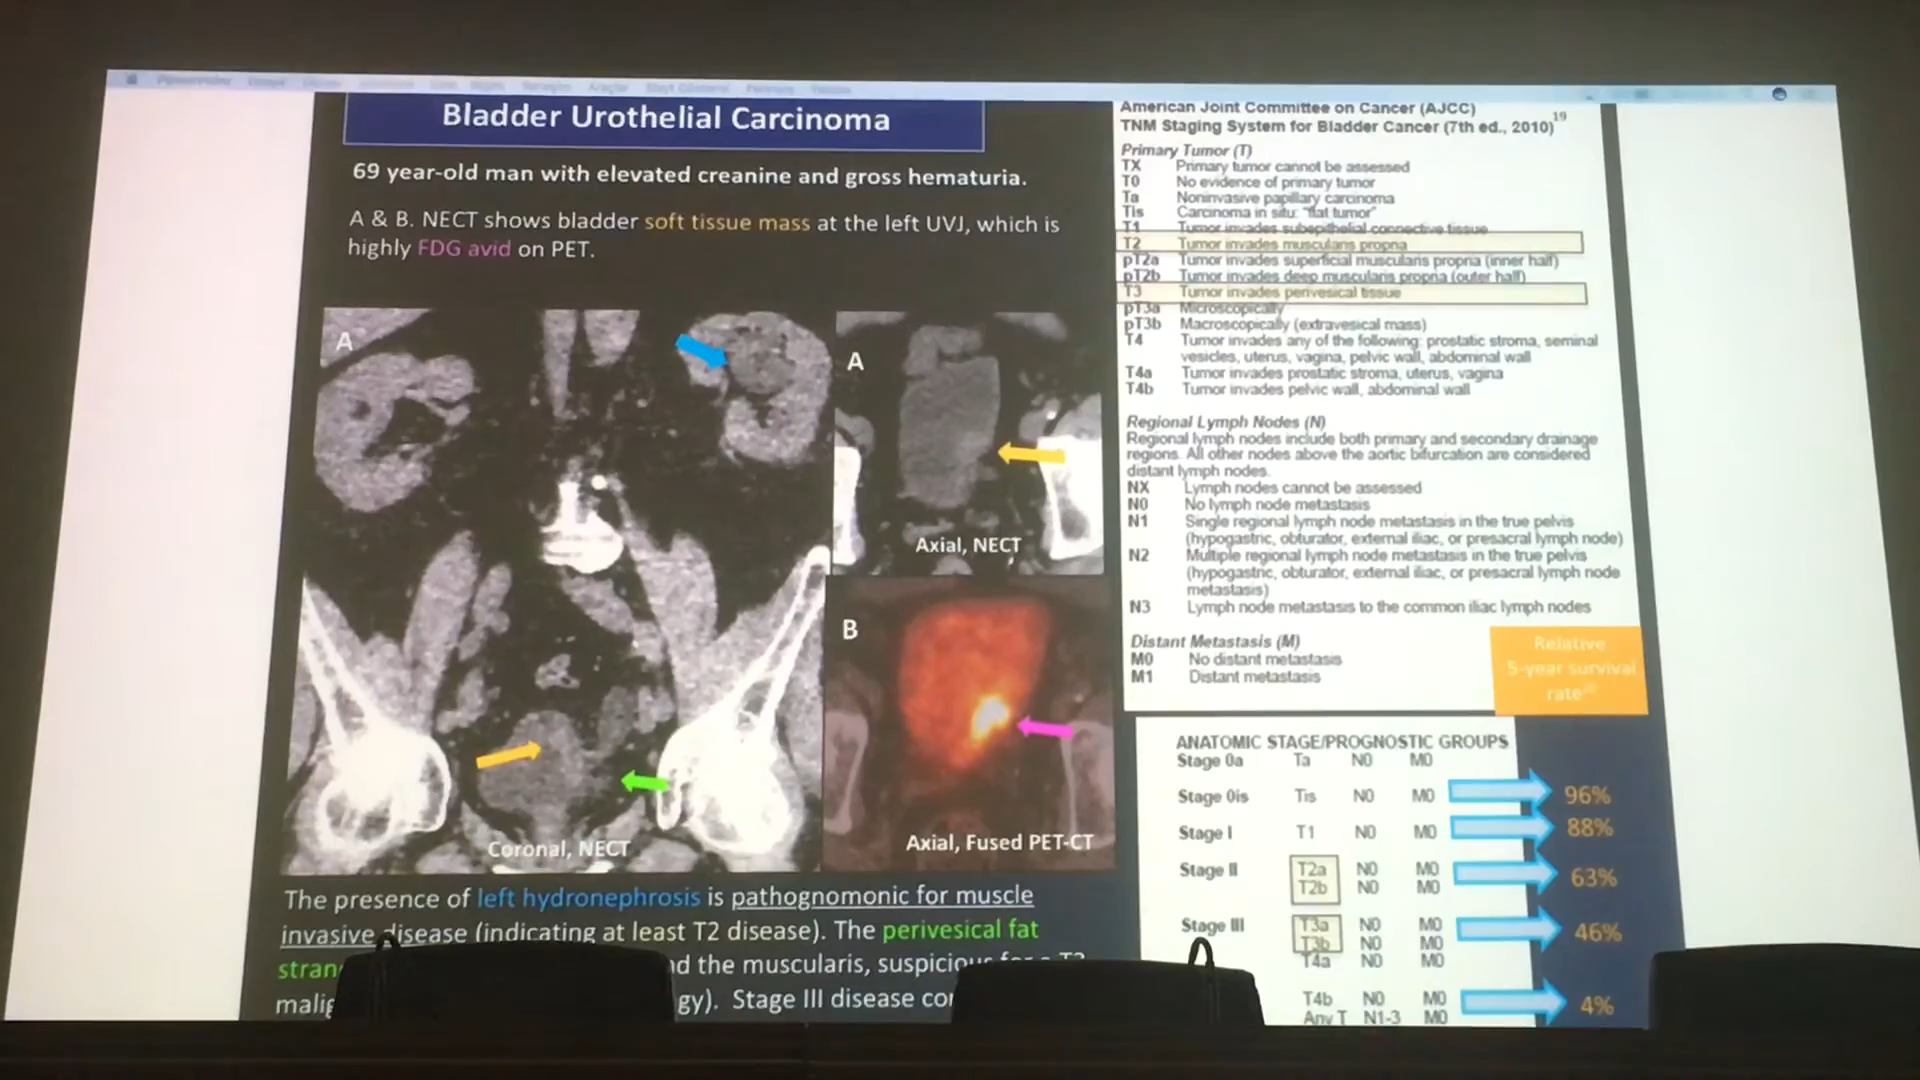 Bladder Urothelial Carcinoma
69 year-old man with elevated creanine and gross hematuria.
A & B. NECT shows bladder soft tissue mass at the left UVJ, which is
highly FDG avid on PET.
A
A
Axial, NECT
B
Axial, Fused PET-CT
Coronal, NECT
The presence of left hydronephrosis is pathognomonic for muscle
invasive disease (indicating at least T2 disease). The perivesical fat
nd the muscularis, suspicious
gy). Stage III disease
American Joint Committee on Cancer (AJCC)
TNM Staging System for Bladder Cancer (7th ed., 2010)19
Primary Tumor (T)
TX Primary tumor cannot be assessed
T0 No evidence of primary tumor
Ta Noninvasive papillary carcinoma
Tis Carcinoma in situ: "flat tumor"
T1 Tumor invades subepithelial connective tissue
T2 Tumor invades muscularis propria
pT2a Tumor invades superficial muscularis propria (inner half)
pT2b Tumor invades deep muscularis propria (outer half)
T3 Tumor invades perivesical tissue
pT3a Microscopically
pT3b Macroscopically (extravesical mass)
T4 Tumor invades any of the following: prostatic stroma, seminal
vesicles, uterus, vagina, pelvic wall, abdominal wall
T4a Tumor invades prostatic stroma, uterus, vagina
T4b Tumor invades pelvic wall, abdominal wall
Regional Lymph Nodes (N)
Regional lymph nodes include both primary and secondary drainage
regions. All other nodes above the aortic bifurcation are considered
distant lymph nodes.
NX Lymph nodes cannot be assessed
N0 No lymph node metastasis
N1 Single regional lymph node metastasis in the true pelvis
(hypogastric, obturator, external iliac, or presacral lymph node)
N2 Multiple regional lymph node metastasis in the true pelvis
(hypogastric, obturator, external iliac, or presacral lymph node
metastasis)
N3 Lymph node metastasis to the common iliac lymph nodes
Distant Metastasis (M)
M0 No distant metastasis
M1 Distant metastasis
Relative
5-year survival
rate
ANATOMIC STAGE/PROGNOSTIC GROUPS
Stage 0a Ta N0 M0
Stage 0is Tis N0 M0 96%
Stage I T1 N0 M0 88%
Stage II T2a N0 M0
T2b N0 M0 63%
Stage III T3a N0 M0
T3b N0 M0 46%
T4a N0 M0
T4b N0 M0 4%
Any T N1-3 M0